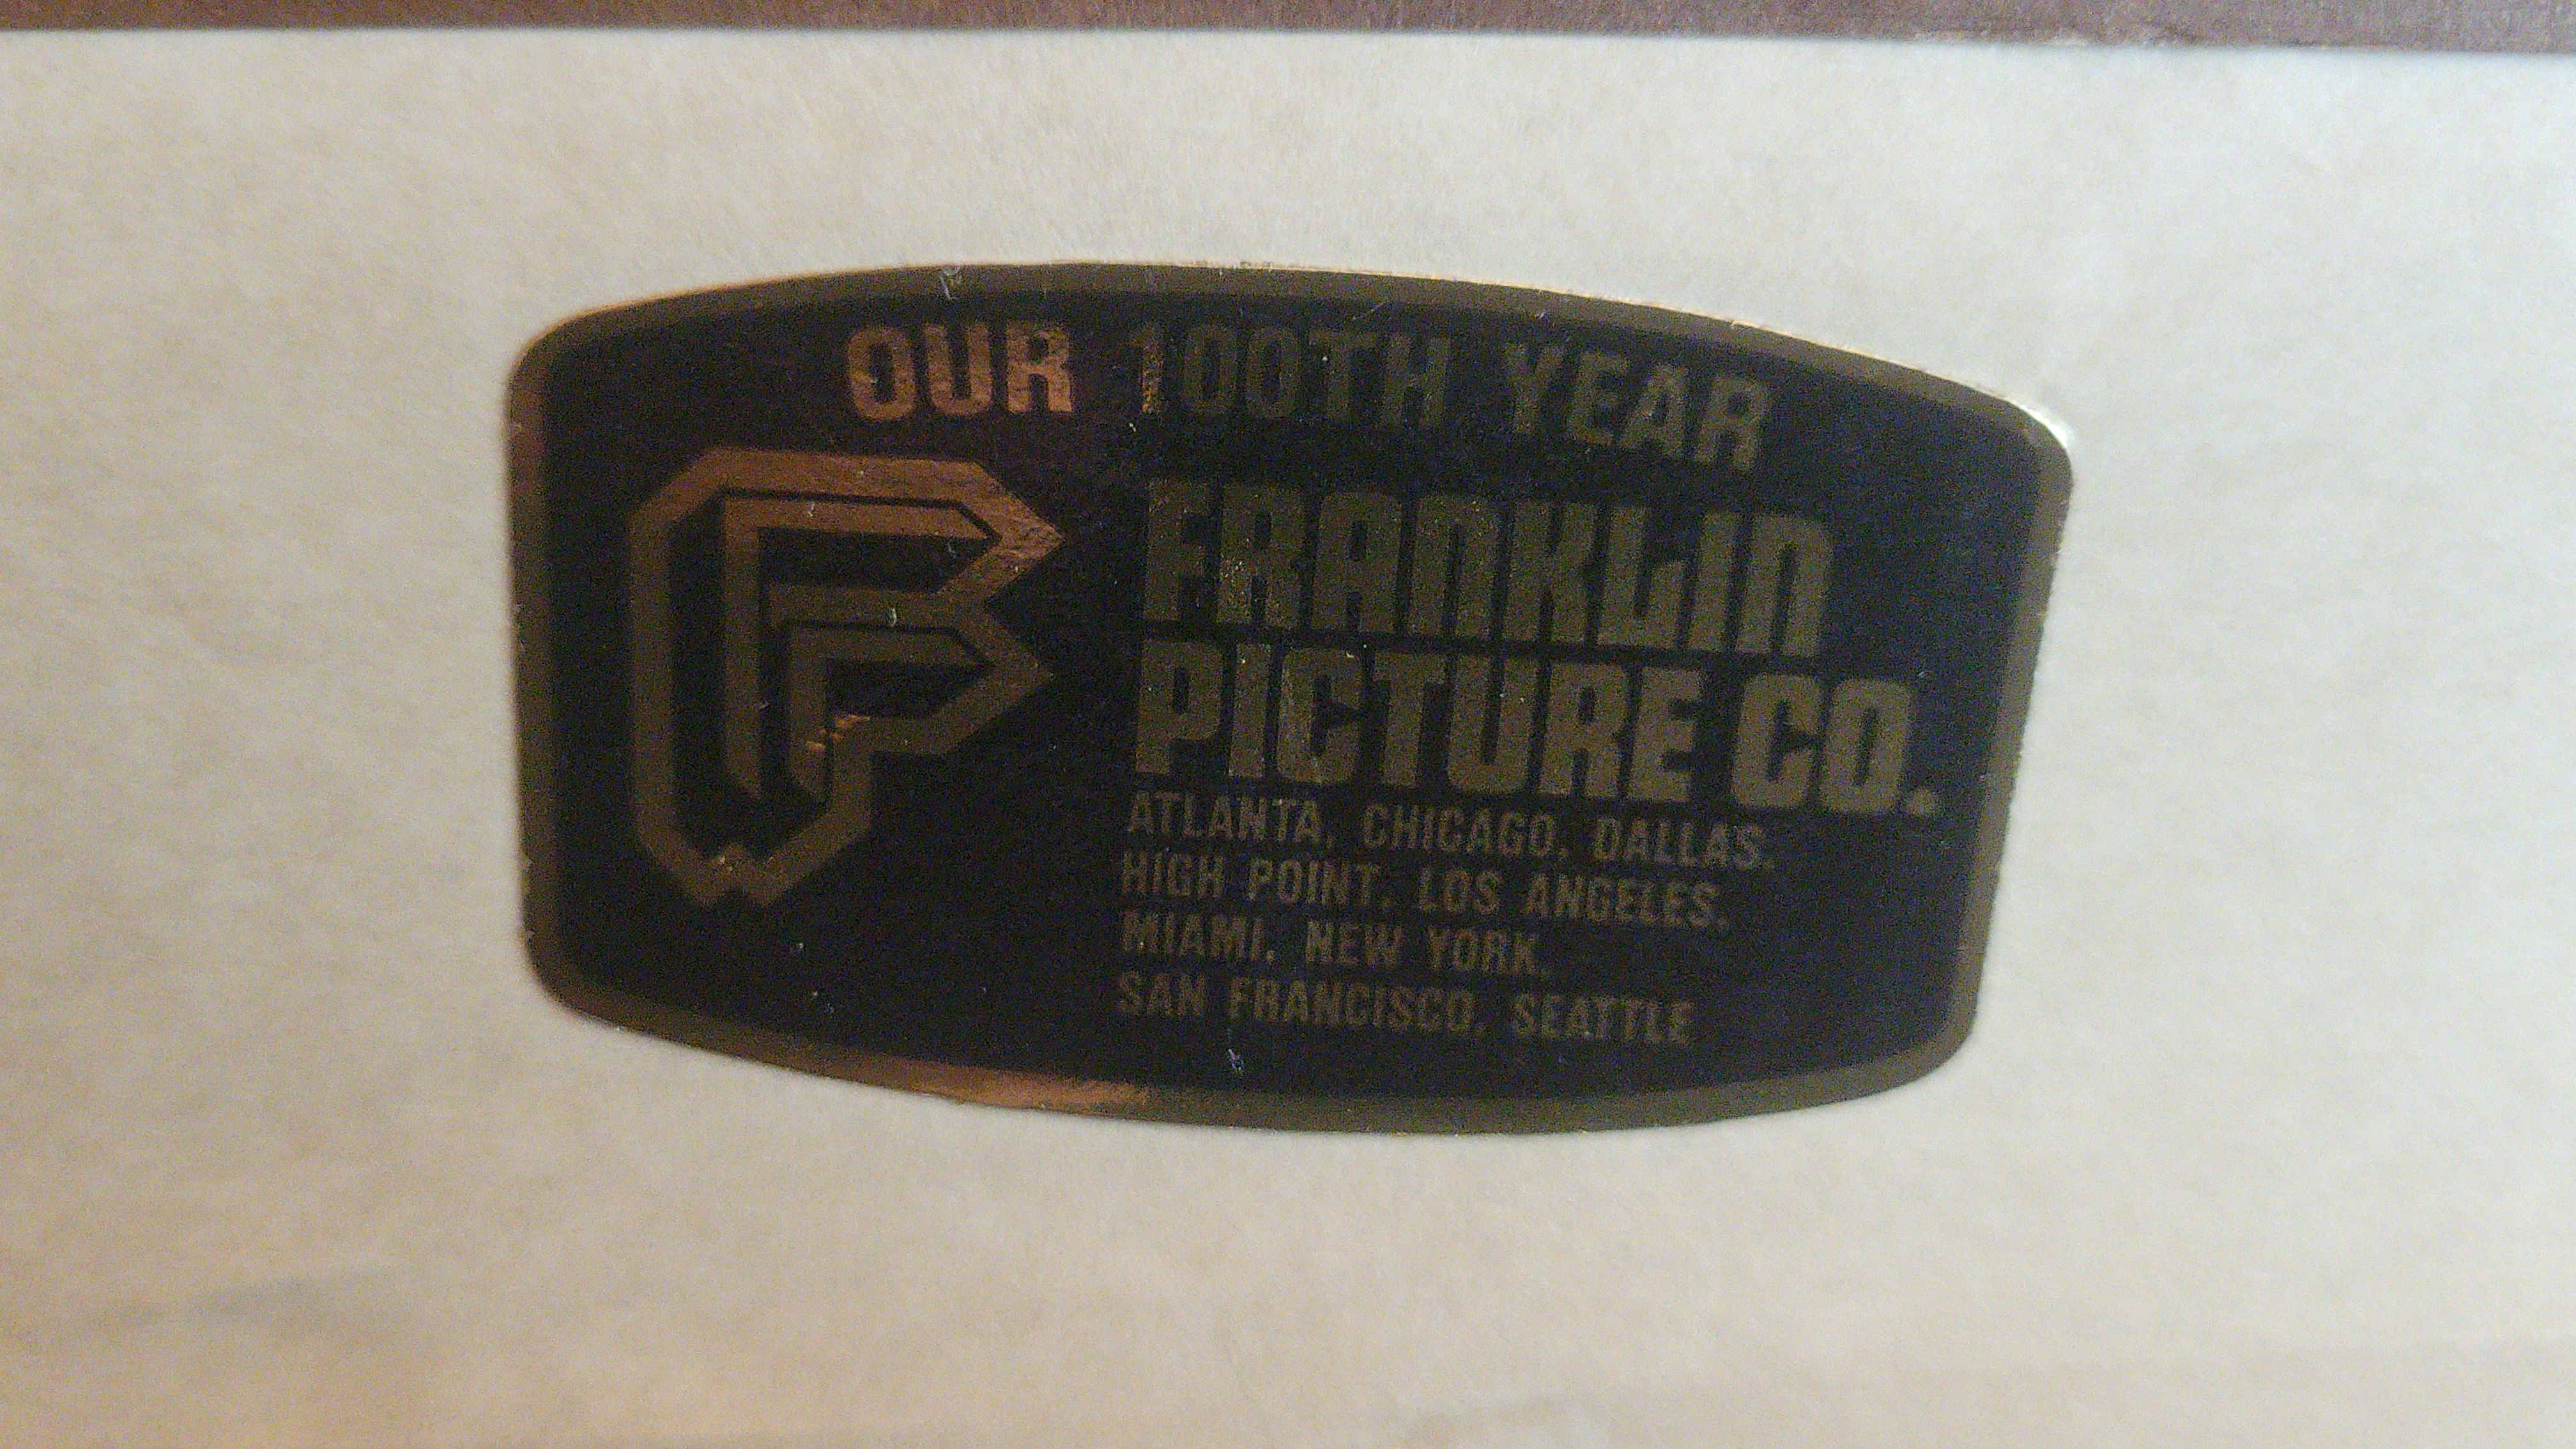 OUR 100TH YEAR
FRANKLIN
PICTURE CO.
ATLANTA, CHICAGO, DALLAS,
HIGH POINT, LOS ANGELES,
MIAMI, NEW YORK,
SAN FRANCISCO, SEATTLE